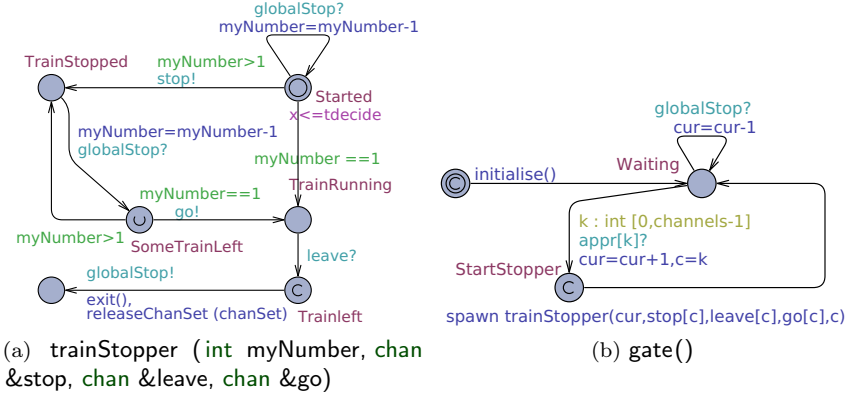 globalStop?
myNumber=myNumber-1
TrainStopped
myNumber>1
stop!
Started
x<=tdecide
myNumber=myNumber-1
globalStop?
myNumber ==1
TrainRunning
myNumber==1
go!
myNumber>1
SomeTrainLeft
leave?
globalStop!
exit(),
releaseChanSet (chanSet)
Trainleft
C
(a) trainStopper (int myNumber, chan
&stop, chan &leave, chan &go)
globalStop?
cur=cur-1
Waiting
C
initialise()
k : int [0,channels-1]
appr[k]?
cur=cur+1,c=k
StartStopper
C
spawn trainStopper(cur,stop[c],leave[c],go[c],c)
(b) gate()